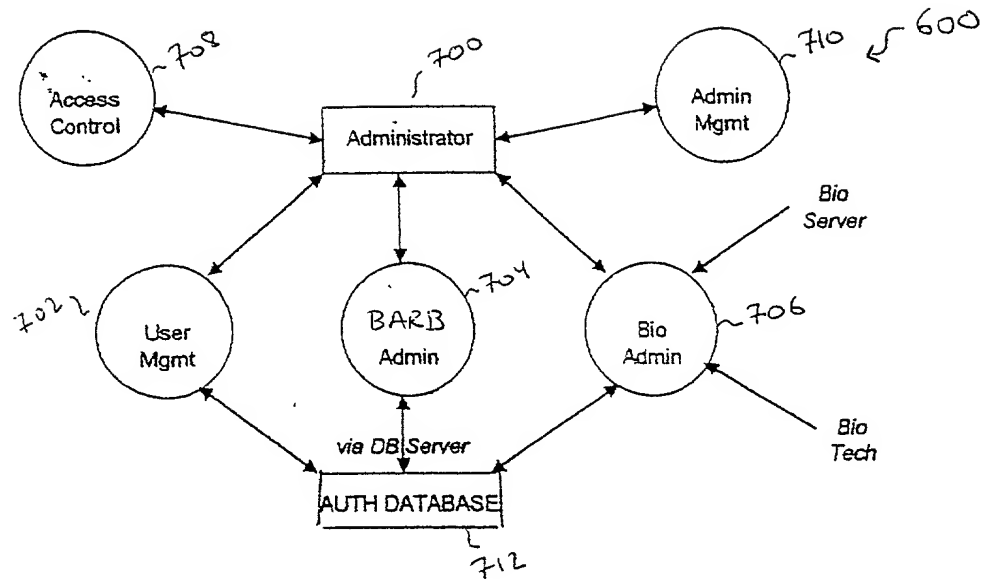 708
700
710
600
Access
Control
Administrator
Admin
Mgmt
Bio
Server
702
User
Mgmt
704
BARB
Admin
706
Bio
Admin
via DB Server
Bio
Tech
AUTH DATABASE
712